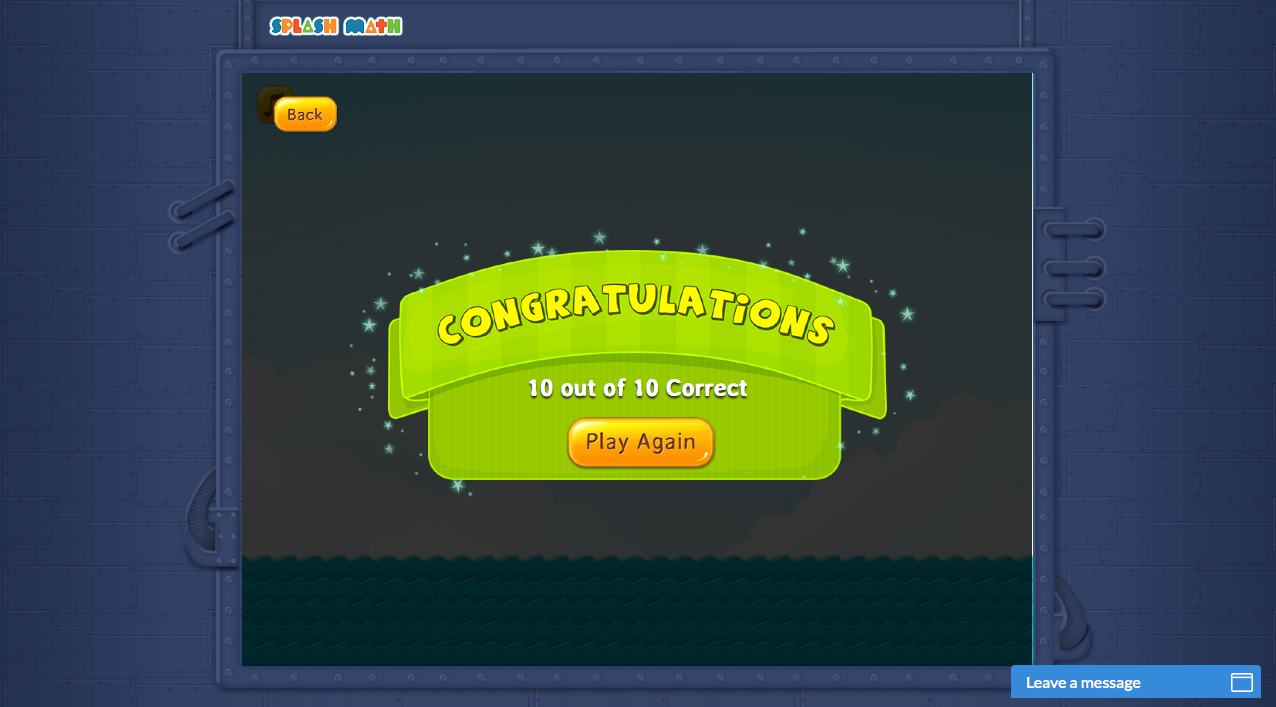 SPLASH MATH
Back
CONGRATULATiONS
10 out of 10 Correct
Play Again
Leave a message